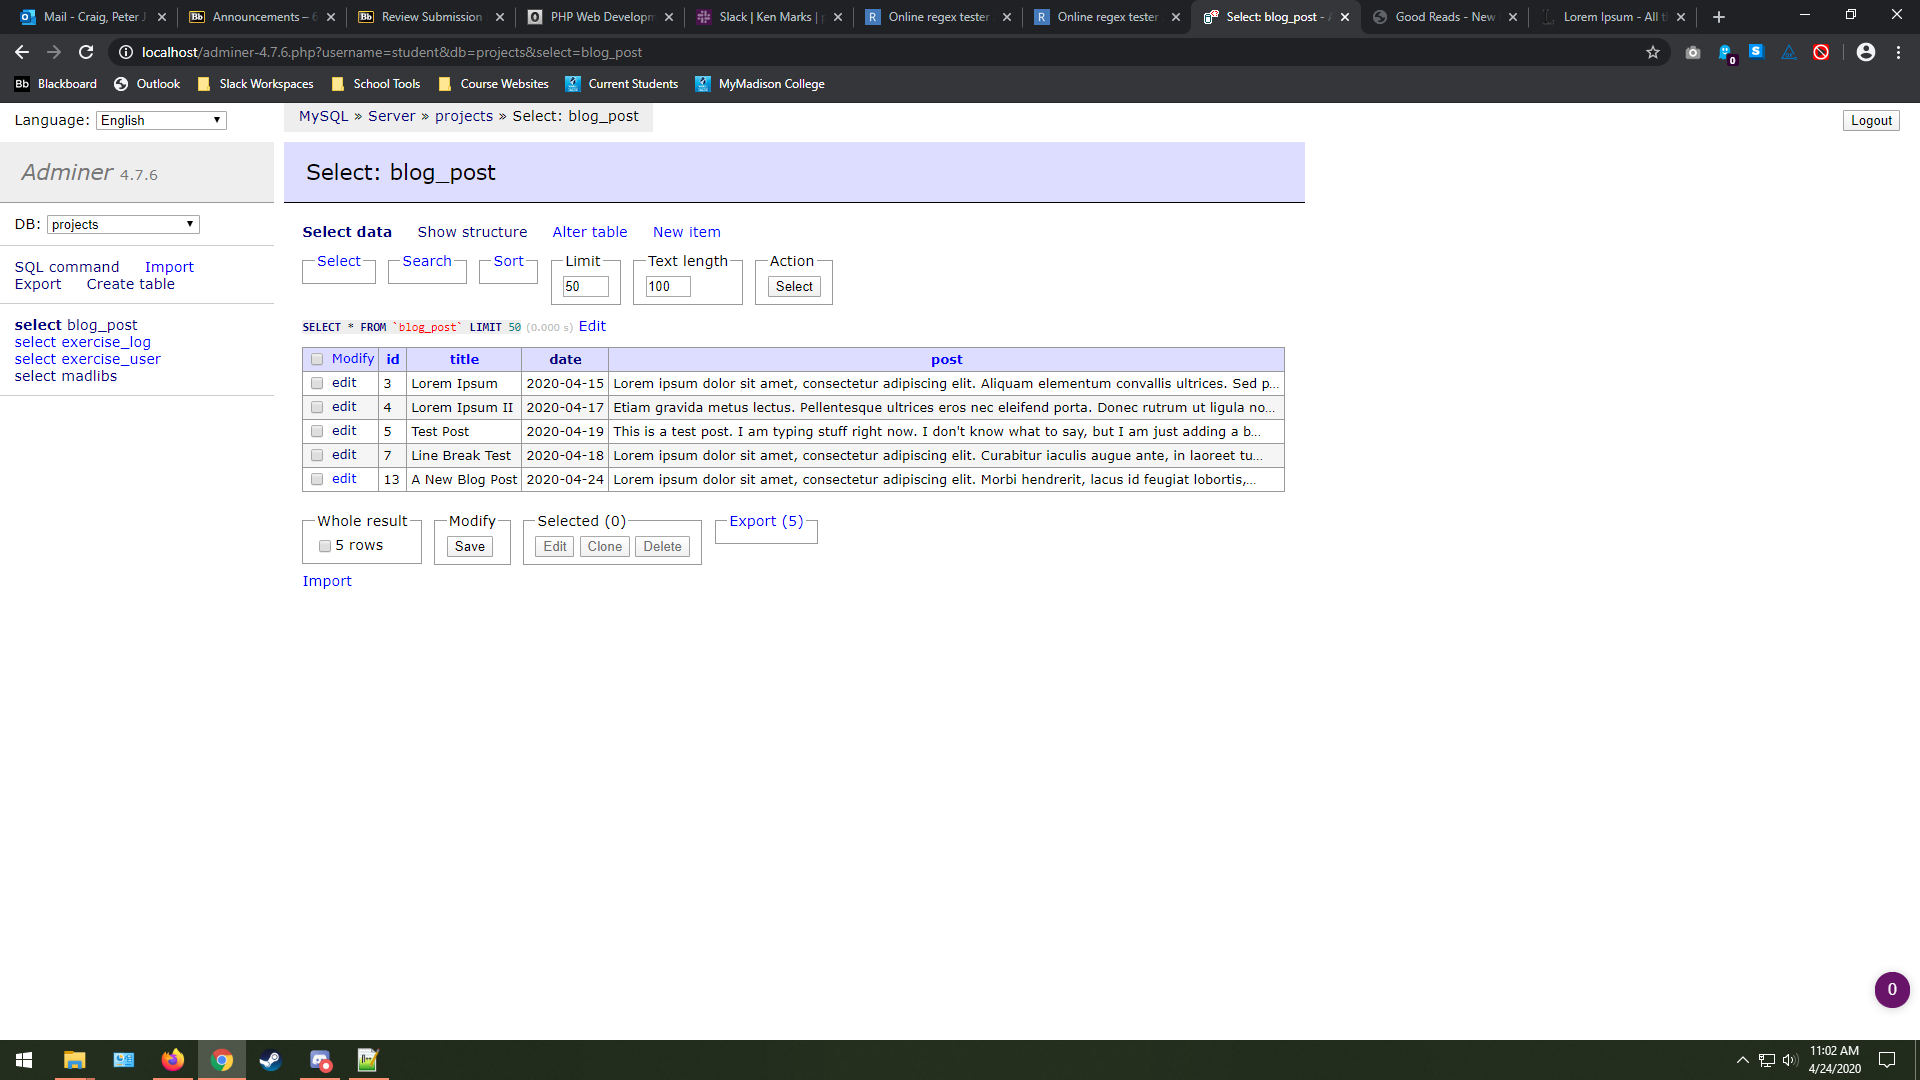 Mail - Craig, Peter J
Announcements – 6
Review Submission
PHP Web Developm
Slack | Ken Marks |
Online regex tester
Online regex tester
Select: blog_post - A
Good Reads - New
Lorem Ipsum - All t
localhost/adminer-4.7.6.php?username=student&db=projects&select=blog_post
0
Bb Blackboard
Outlook
Slack Workspaces
School Tools
Course Websites
Current Students
MyMadison College
Language: English
MySQL » Server » projects » Select: blog_post
Logout
Adminer 4.7.6
Select: blog_post
DB: projects
Select data Show structure Alter table New item
SQL command Import
Export Create table
Select Search Sort Limit Text length Action
50 100 Select
select blog_post
select exercise_log
select exercise_user
select madlibs
SELECT * FROM `blog_post` LIMIT 50 (0.000 s) Edit
Modify id title date post
edit 3 Lorem Ipsum 2020-04-15 Lorem ipsum dolor sit amet, consectetur adipiscing elit. Aliquam elementum convallis ultrices. Sed p...
edit 4 Lorem Ipsum II 2020-04-17 Etiam gravida metus lectus. Pellentesque ultrices eros nec eleifend porta. Donec rutrum ut ligula no...
edit 5 Test Post 2020-04-19 This is a test post. I am typing stuff right now. I don't know what to say, but I am just adding a b...
edit 7 Line Break Test 2020-04-18 Lorem ipsum dolor sit amet, consectetur adipiscing elit. Curabitur iaculis augue ante, in laoreet tu...
edit 13 A New Blog Post 2020-04-24 Lorem ipsum dolor sit amet, consectetur adipiscing elit. Morbi hendrerit, lacus id feugiat lobortis,...
Whole result Modify Selected (0) Export (5)
5 rows Save Edit Clone Delete
Import
0
11:02 AM
4/24/2020